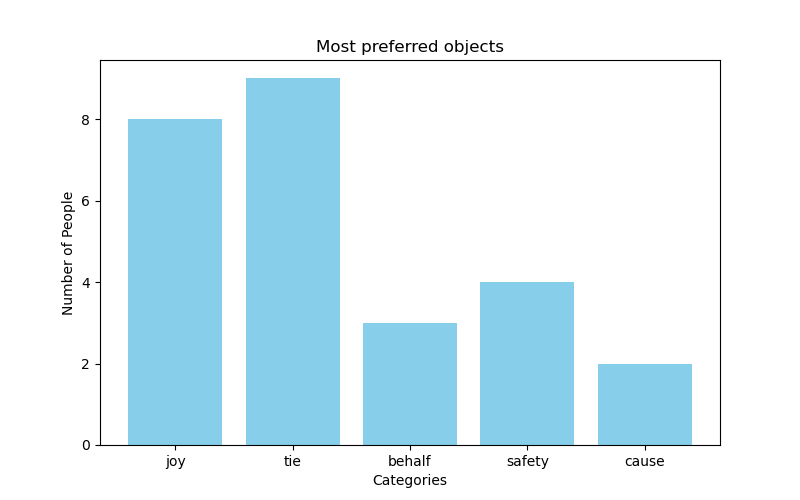 Most preferred objects
Number of People
8
6
4
2
0
joy tie behalf safety cause
Categories